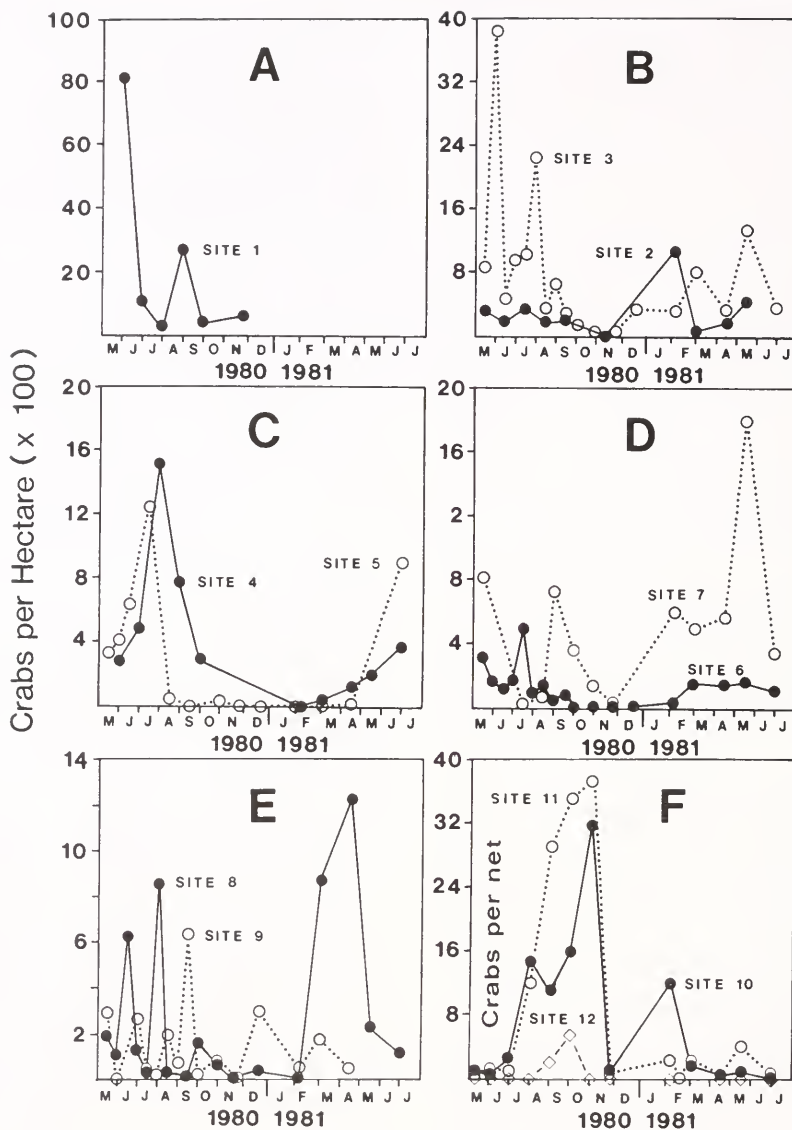 Crabs per Hectare (x 100)
A
100
80
60
40
20
SITE 1
M J J A S O N D J F M A M J J
1980 1981
B
40
32
24
16
8
SITE 3
SITE 2
M J J A S O N D J F M A M J J
1980 1981
C
20
16
12
8
4
SITE 4
SITE 5
M J J A S O N D J F M A M J J
1980 1981
D
20
16
2
8
4
SITE 7
SITE 6
M J J A S O N D J F M A M J J
1980 1981
E
14
12
10
8
6
4
2
SITE 8
SITE 9
M J J A S O N D J F M A M J J
1980 1981
F
40
32
24
16
8
Crabs per net
SITE 11
SITE 12
SITE 10
M J J A S O N D J F M A M J J
1980 1981